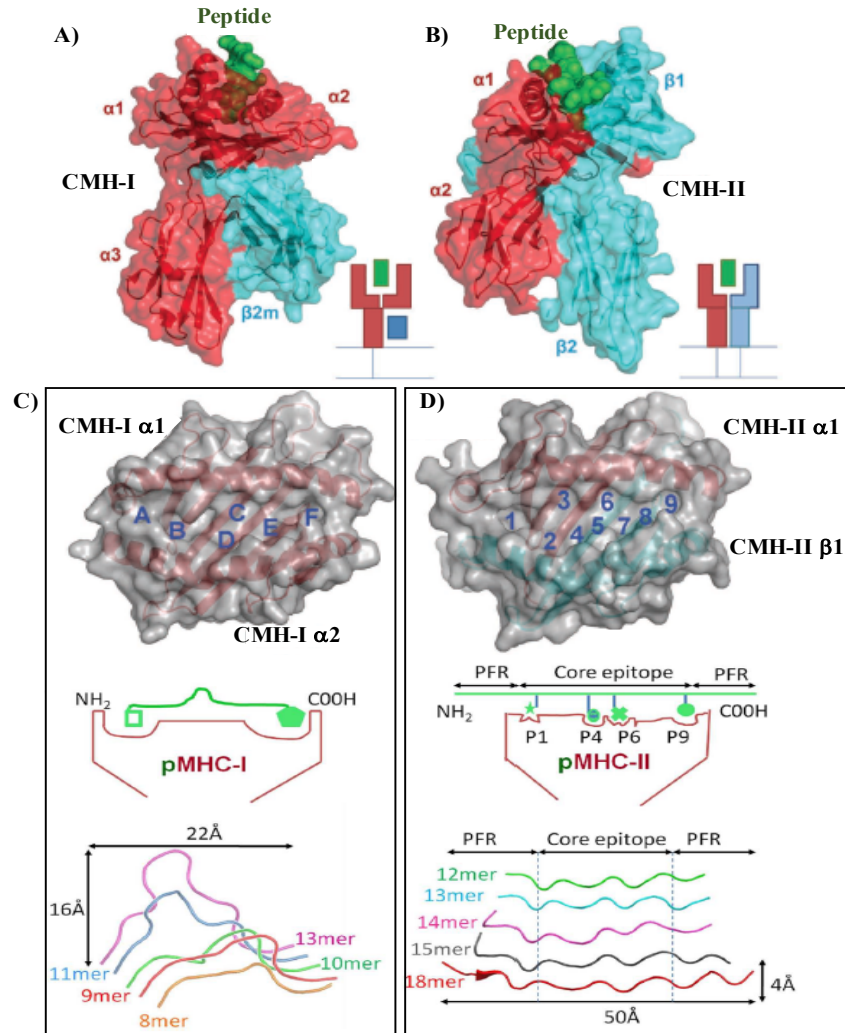 Peptide
A)
α1
α2
CMH-I
α3
β2m
B)
Peptide
α1
β1
α2
CMH-II
β2
C)
CMH-I α1
A
B
C
D
E
F
CMH-I α2
NH2
COOH
pMHC-I
22Å
16Å
13mer
11mer
10mer
9mer
8mer
D)
CMH-II α1
1
2
3
4
5
6
7
8
9
CMH-II β1
PFR Core epitope PFR
NH2
COOH
P1 P4 P6 P9
pMHC-II
PFR Core epitope PFR
12mer
13mer
14mer
15mer
18mer
4Å
50Å